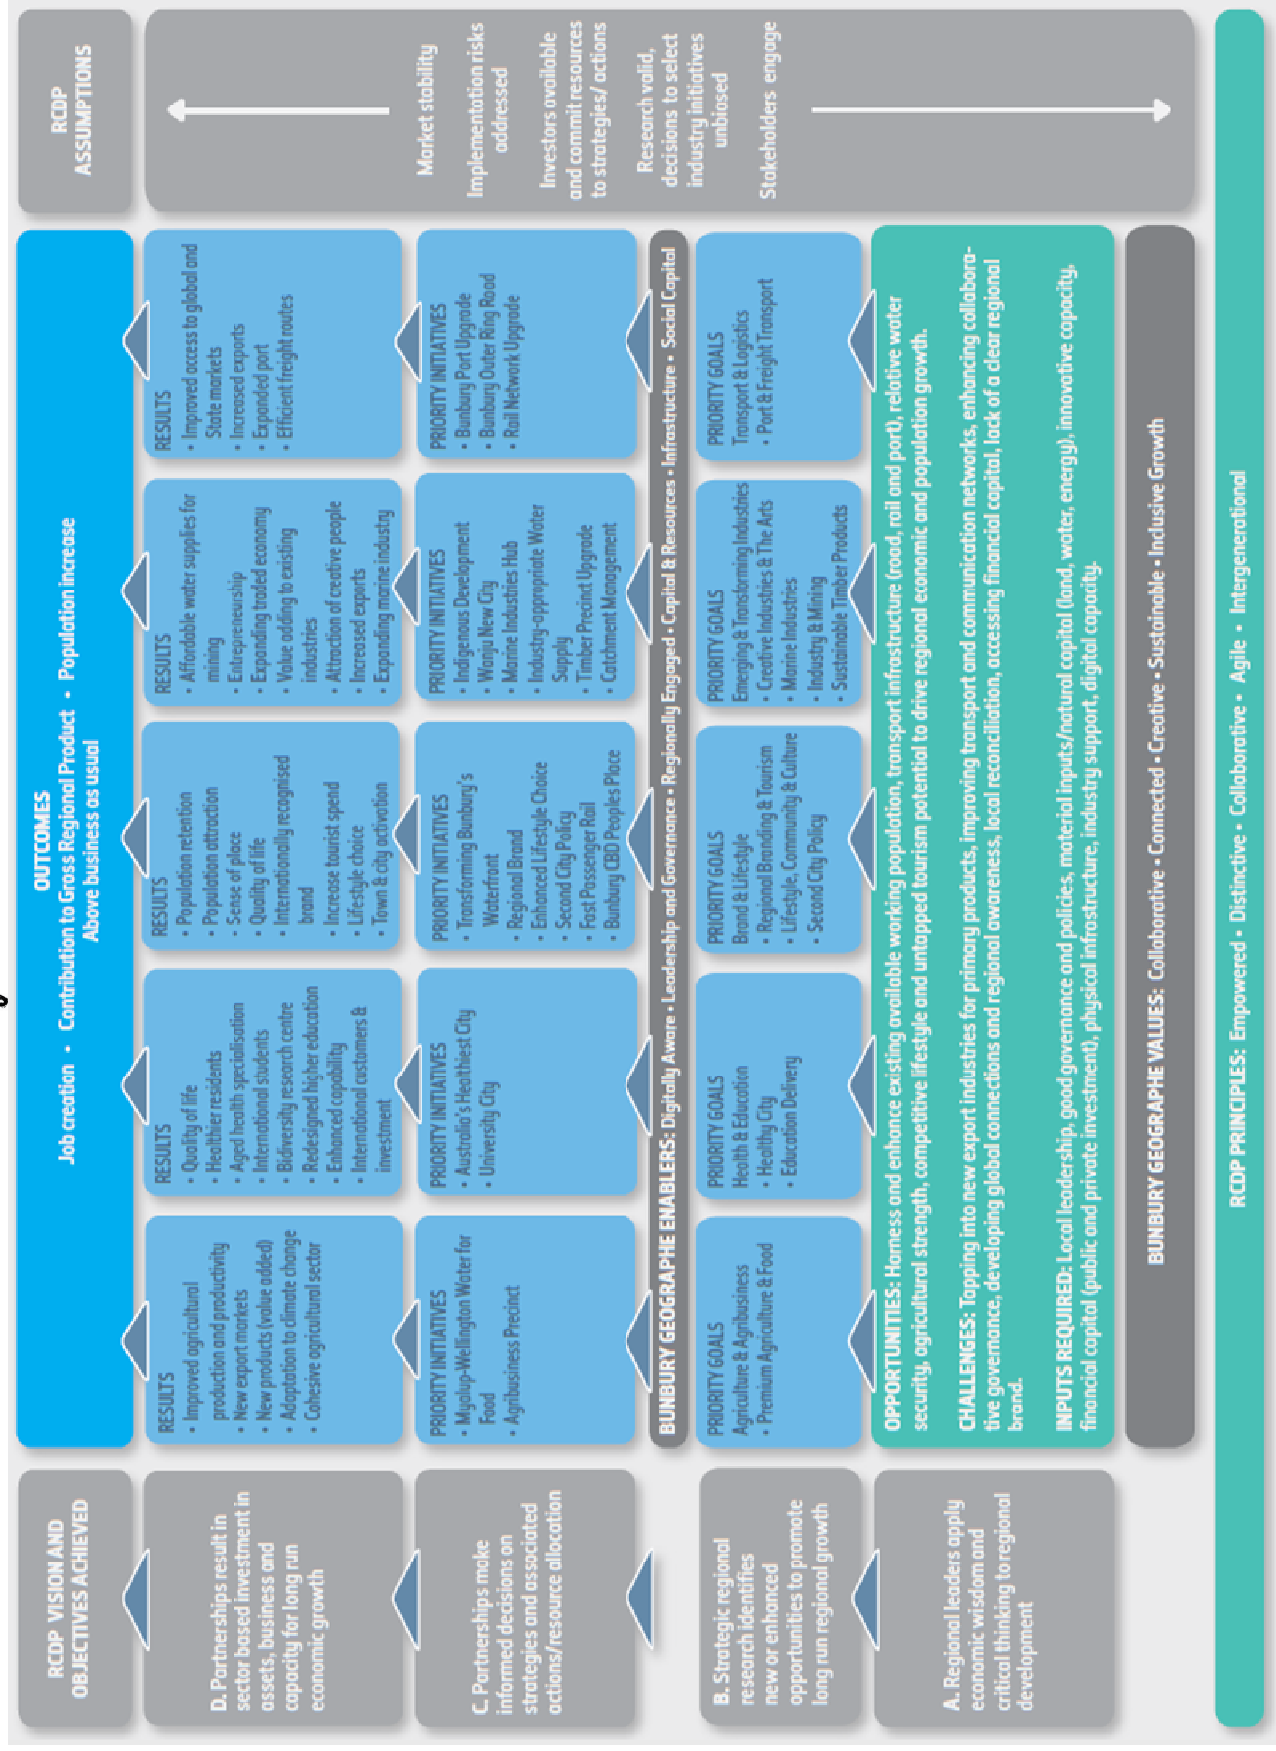 RCDP VISION AND
OBJECTIVES ACHIEVED
OUTCOMES
Job creation • Contribution to Gross Regional Product • Population increase
Above business as usual
RCDP
ASSUMPTIONS
D. Partnerships result in
sector based investment in
assets, business and
capacity for long run
economic growth
RESULTS
• Improved agricultural
production and productivity
• New export markets
• New products (value added)
• Adaptation to climate change
• Cohesive agricultural sector
RESULTS
• Quality of life
• Healthier residents
• Aged health specialisation
• International students
• Bidiversity research centre
• Redesigned higher education
• Enhanced capability
• International customers &
investment
RESULTS
• Population retention
• Population attraction
• Sense of place
• Quality of life
• Internationally recognised
brand
• Increase tourist spend
• Lifestyle choice
• Town & city activation
RESULTS
• Affordable water supplies for
mining
• Entrepreneurship
• Expanding traded economy
• Value adding to existing
industries
• Attraction of creative people
• Increased exports
• Expanding marine industry
RESULTS
• Improved access to global and
State markets
• Increased exports
• Expanded port
• Efficient freight routes
Market stability
Implementation risks
addressed
Investors available
and commit resources
to strategies/ actions
Research valid,
decisions to select
industry initiatives
unbiased
Stakeholders engage
C. Partnerships make
informed decisions on
strategies and associated
actions/resource allocation
PRIORITY INITIATIVES
• Myalup-Wellington Water for
Food
• Agribusiness Precinct
PRIORITY INITIATIVES
• Australia's Healthiest City
• University City
PRIORITY INITIATIVES
• Transforming Bunbury's
Waterfront
• Regional Brand
• Enhanced Lifestyle Choice
• Second City Policy
• Fast Passenger Rail
• Bunbury CBD Peoples Place
PRIORITY INITIATIVES
• Indigenous Development
• Wanju New City
• Marine Industries Hub
• Industry-appropriate Water
Supply
• Timber Precinct Upgrade
• Catchment Management
PRIORITY INITIATIVES
• Bunbury Port Upgrade
• Bunbury Outer Ring Road
• Rail Network Upgrade
BUNBURY GEOGRAPHE ENABLERS: Digitally Aware • Leadership and Governance • Regionally Engaged • Capital & Resources • Infrastructure • Social Capital
B. Strategic regional
research identifies
new or enhanced
opportunities to promote
long run regional growth
PRIORITY GOALS
Agriculture & Agribusiness
• Premium Agriculture & Food
PRIORITY GOALS
Health & Education
• Healthy City
• Education Delivery
PRIORITY GOALS
Brand & Lifestyle
• Regional Branding & Tourism
• Lifestyle, Community & Culture
• Second City Policy
PRIORITY GOALS
Emerging & Transforming Industries
• Creative Industries & The Arts
• Marine Industries
• Industry & Mining
• Sustainable Timber Products
PRIORITY GOALS
Transport & Logistics
• Port & Freight Transport
A. Regional leaders apply
economic wisdom and
critical thinking to regional
development
OPPORTUNITIES: Harness and enhance existing available working population, transport infrastructure (road, rail and port), relative water
security, agricultural strength, competitive lifestyle and untapped tourism potential to drive regional economic and population growth.
CHALLENGES: Tapping into new export industries for primary products, improving transport and communication networks, enhancing collabora-
tive governance, developing global connections and regional awareness, local reconciliation, accessing financial capital, lack of a clear regional
brand.
INPUTS REQUIRED: Local leadership, good governance and policies, material inputs/natural capital (land, water, energy), innovative capacity,
financial capital (public and private investment), physical infrastructure, industry support, digital capacity.
BUNBURY GEOGRAPHE VALUES: Collaborative • Connected • Creative • Sustainable • Inclusive Growth
RCDP PRINCIPLES: Empowered • Distinctive • Collaborative • Agile • Intergenerational